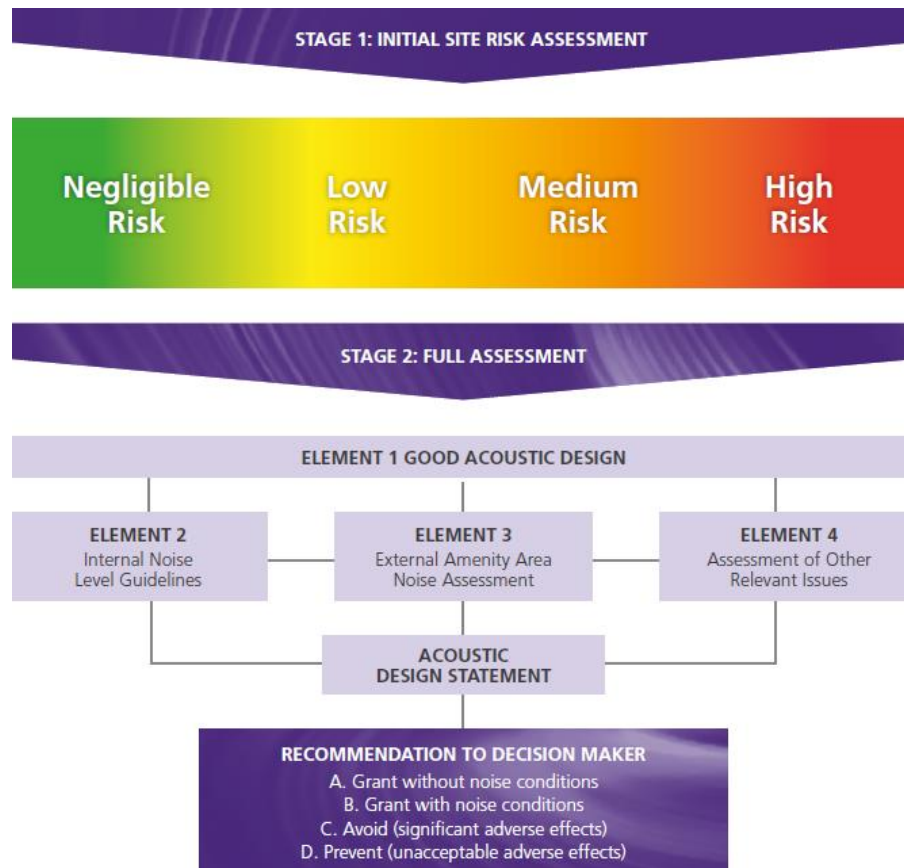 STAGE 1: INITIAL SITE RISK ASSESSMENT
Negligible
Risk
Low
Risk
Medium
Risk
High
Risk
STAGE 2: FULL ASSESSMENT
ELEMENT 1 GOOD ACOUSTIC DESIGN
ELEMENT 2
Internal Noise
Level Guidelines
ELEMENT 3
External Amenity Area
Noise Assessment
ELEMENT 4
Assessment of Other
Relevant Issues
ACOUSTIC
DESIGN STATEMENT
RECOMMENDATION TO DECISION MAKER
A. Grant without noise conditions
B. Grant with noise conditions
C. Avoid (significant adverse effects)
D. Prevent (unacceptable adverse effects)